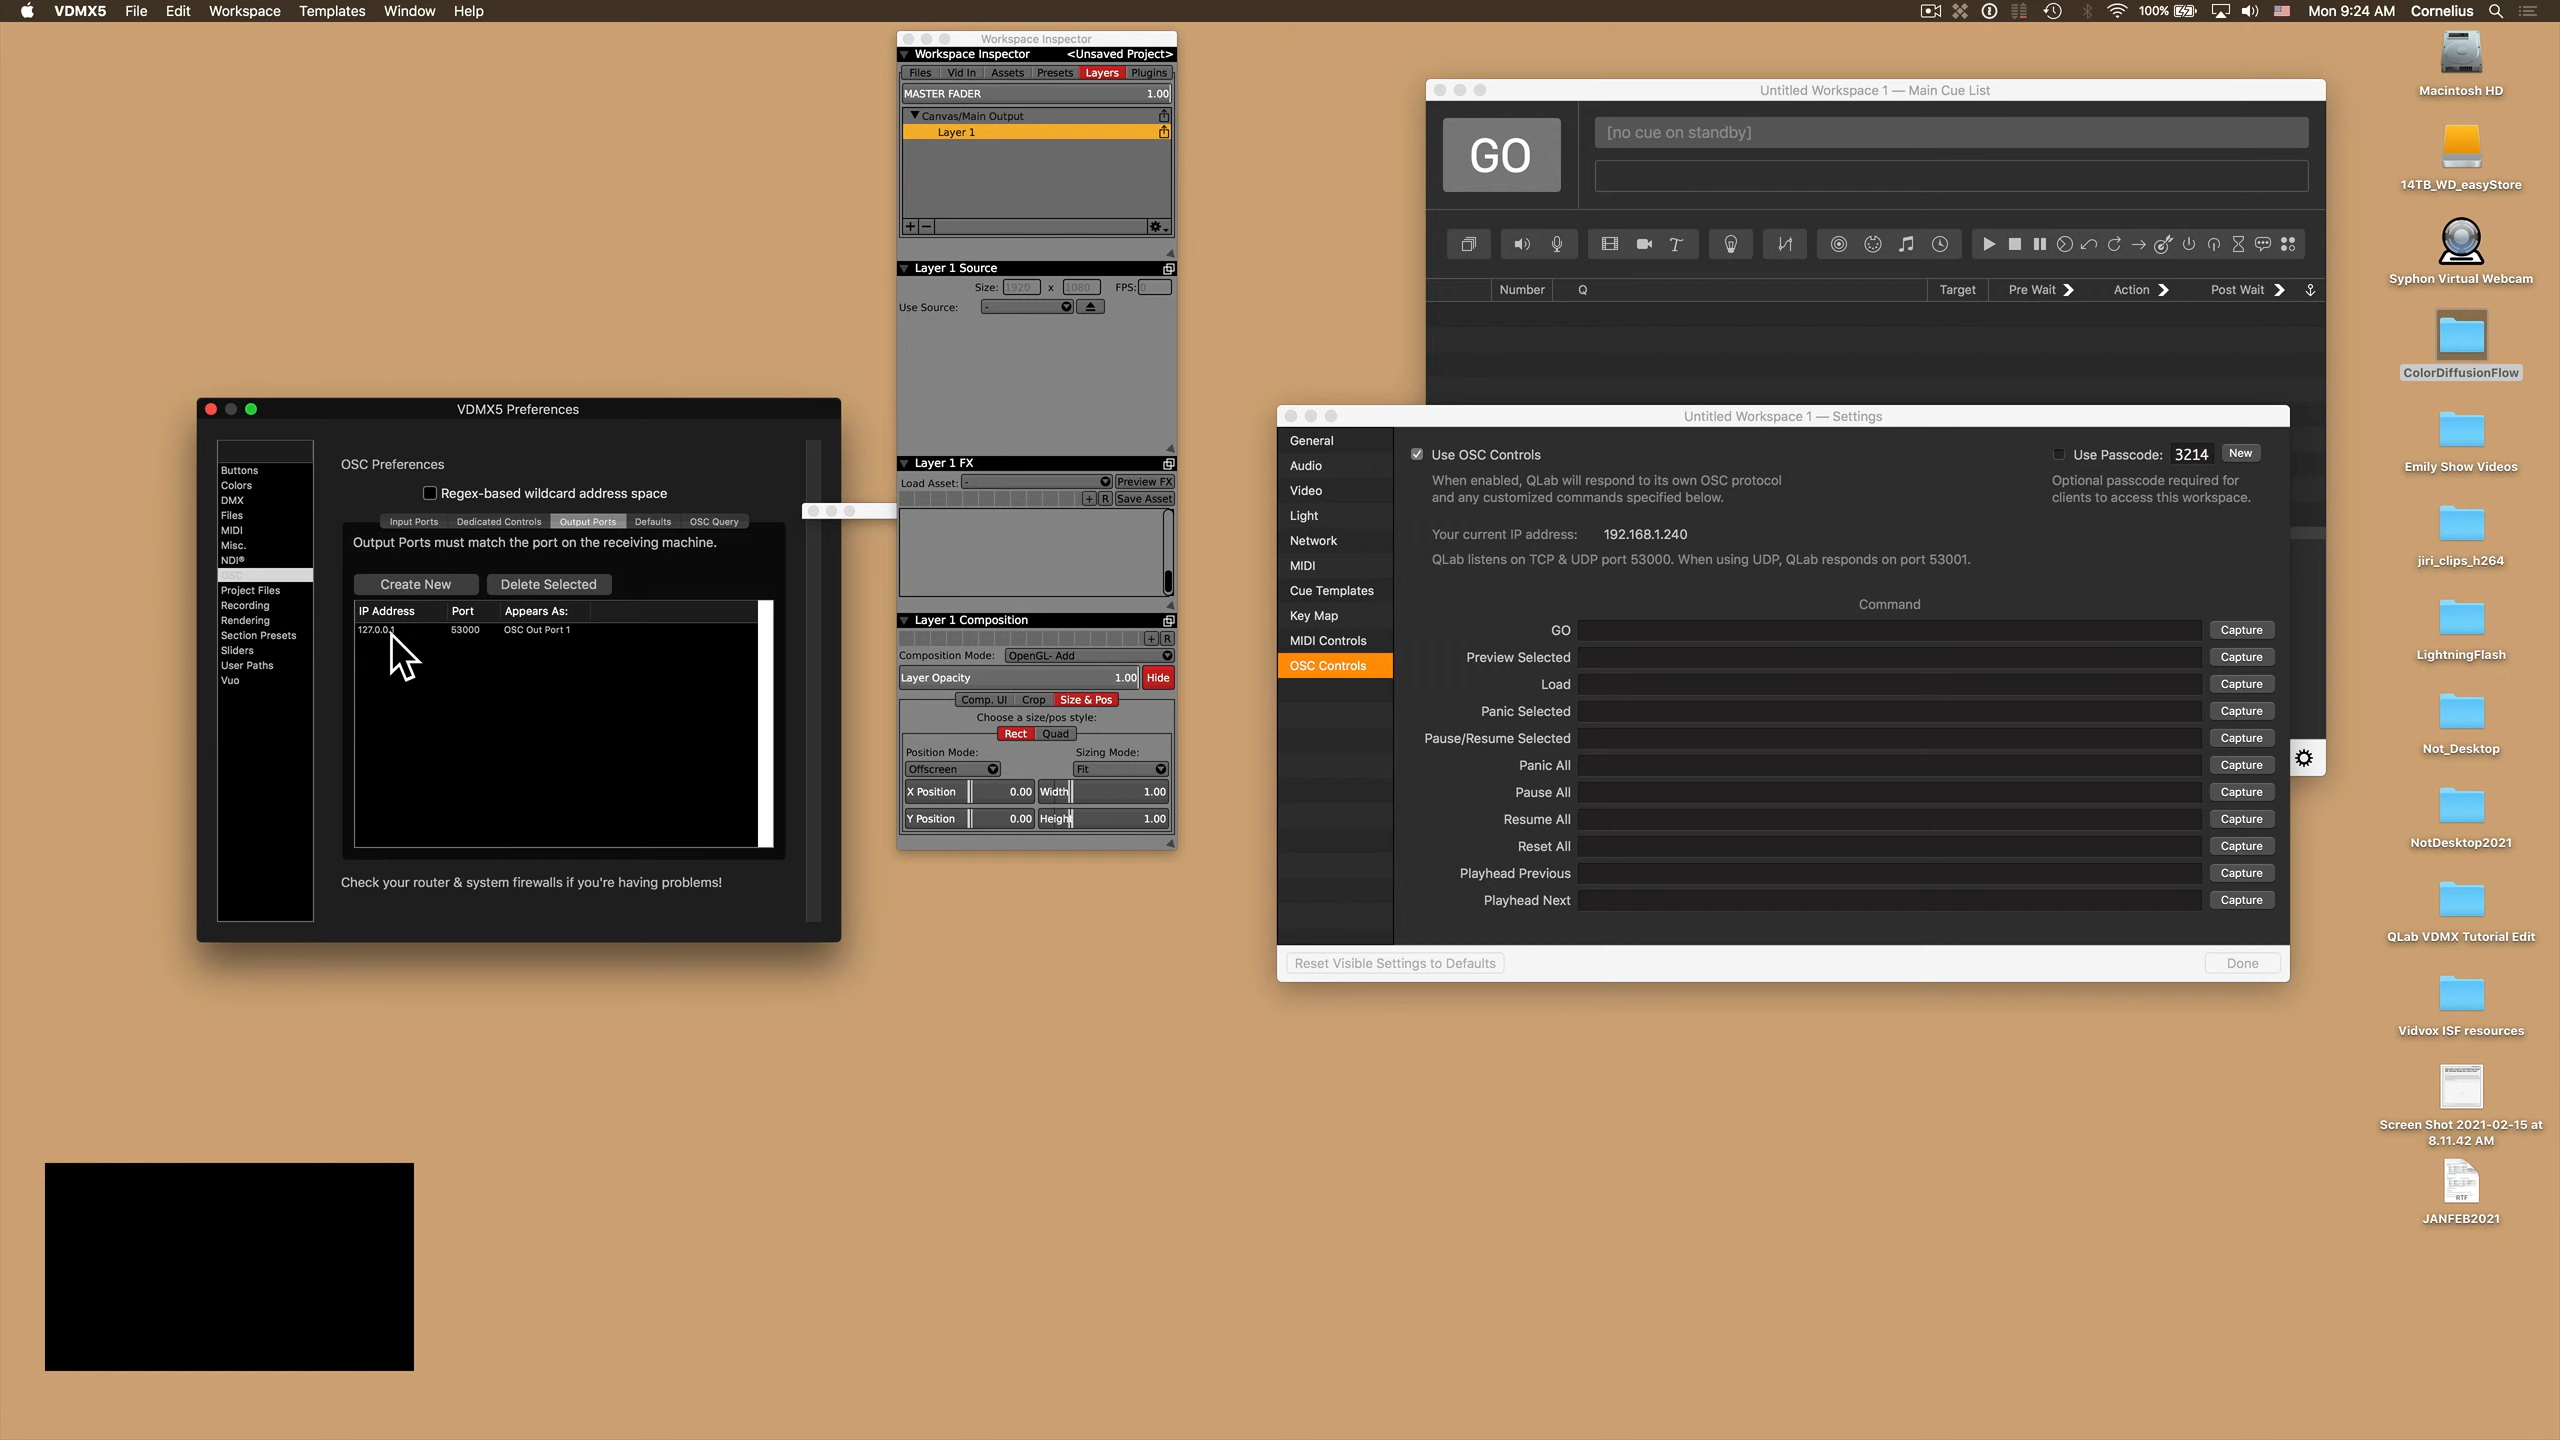 VDMX5 File Edit Workspace Templates Window Help
100% Mon 9:24 AM Cornelius
Workspace Inspector
Workspace Inspector <Unsaved Project>
Files Vid In Assets Presets Layers Plugins
MASTER FADER 1.00
Canvas/Main Output
Layer 1
Layer 1 Source
Size: 1920 x 1080 FPS: 0
Use Source: -
Layer 1 FX
Load Asset: - Preview FX
+ R Save Asset
Layer 1 Composition
+ R
Composition Mode: OpenGL- Add
Layer Opacity 1.00 Hide
Comp. UI Crop Size & Pos
Choose a size/pos style:
Rect Quad
Position Mode: Sizing Mode:
Offscreen Fit
X Position 0.00 Width 1.00
Y Position 0.00 Height 1.00
VDMX5 Preferences
Buttons
Colors
DMX
Files
MIDI
Misc.
NDI®
Project Files
Recording
Rendering
Section Presets
Sliders
User Paths
Vuo
OSC Preferences
Regex-based wildcard address space
Input Ports Dedicated Controls Output Ports Defaults OSC Query
Output Ports must match the port on the receiving machine.
Create New Delete Selected
IP Address Port Appears As:
127.0.0.1 53000 OSC Out Port 1
Check your router & system firewalls if you're having problems!
Untitled Workspace 1 — Main Cue List
GO
[no cue on standby]
Number Q Target Pre Wait Action Post Wait
Untitled Workspace 1 — Settings
General
Audio
Video
Light
Network
MIDI
Cue Templates
Key Map
MIDI Controls
OSC Controls
Use OSC Controls
When enabled, QLab will respond to its own OSC protocol
and any customized commands specified below.
Use Passcode: 3214 New
Optional passcode required for
clients to access this workspace.
Your current IP address: 192.168.1.240
QLab listens on TCP & UDP port 53000. When using UDP, QLab responds on port 53001.
Command
GO Capture
Preview Selected Capture
Load Capture
Panic Selected Capture
Pause/Resume Selected Capture
Panic All Capture
Pause All Capture
Resume All Capture
Reset All Capture
Playhead Previous Capture
Playhead Next Capture
Reset Visible Settings to Defaults Done
Macintosh HD
14TB_WD_easyStore
Syphon Virtual Webcam
ColorDiffusionFlow
Emily Show Videos
jiri_clips_h264
LightningFlash
Not_Desktop
NotDesktop2021
QLab VDMX Tutorial Edit
Vidvox ISF resources
Screen Shot 2021-02-15 at
8.11.42 AM
RTF
JANFEB2021